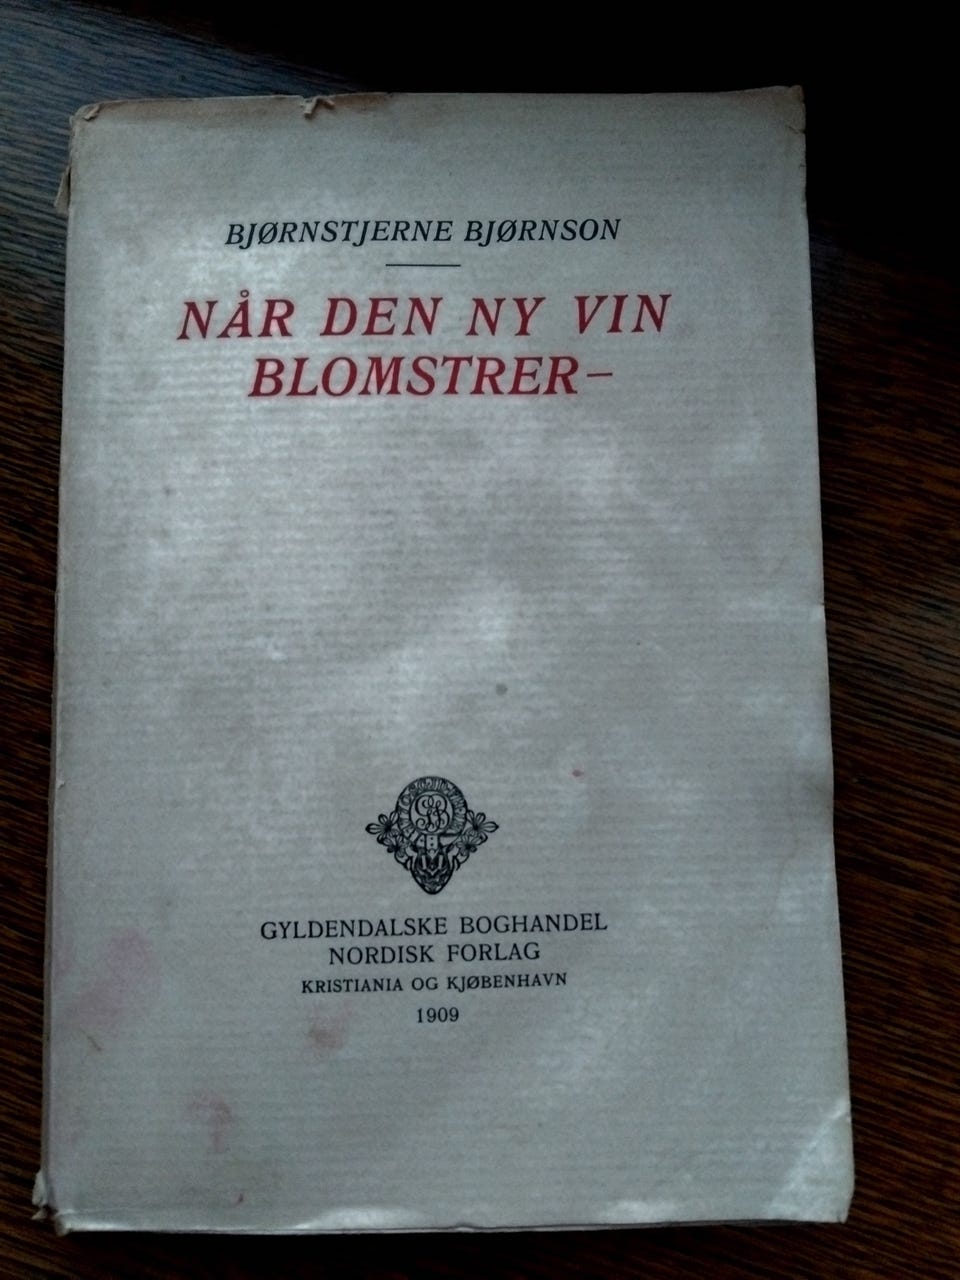 BJØRNSTJERNE BJØRNSON
NÅR DEN NY VIN
BLOMSTRER—
GYLDENDALSKE BOGHANDEL
NORDISK FORLAG
KRISTIANIA OG KJØBENHAVN
1909